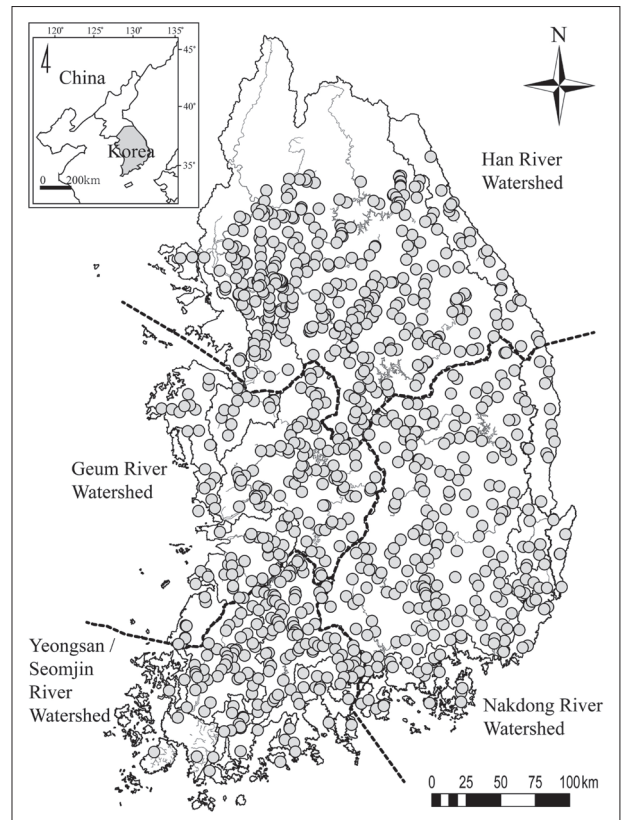 120° 125° 130° 135°
45°
China
40°
Korea
35°
0 200km
N
Han River
Watershed
Geum River
Watershed
Yeongsan /
Seomjin
River
Watershed
Nakdong River
Watershed
0 25 50 75 100km